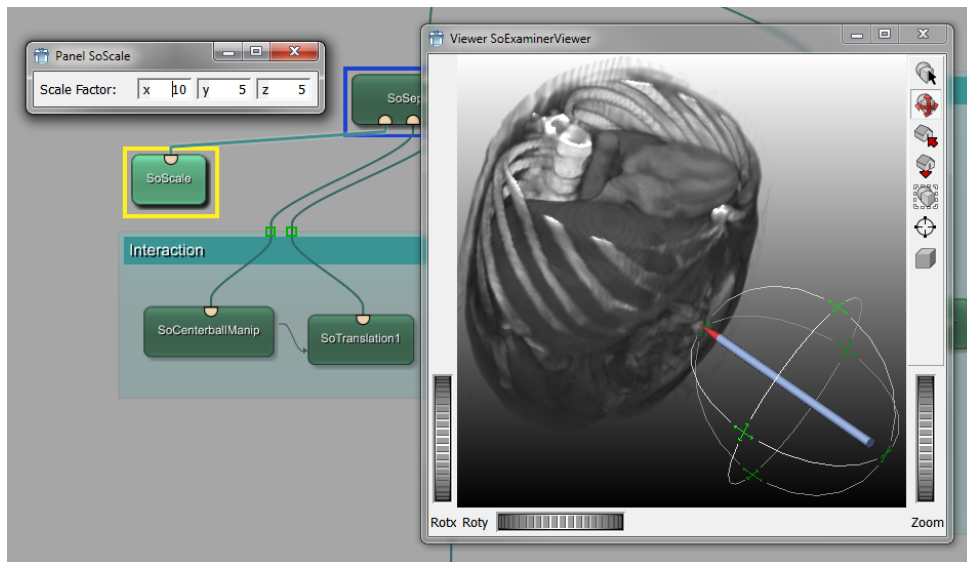 Panel SoScale
Scale Factor: x 10 y 5 z 5
SoSep
SoScale
Interaction
SoCenterballManip
SoTranslation1
Viewer SoExaminerViewer
Rotx Roty
Zoom